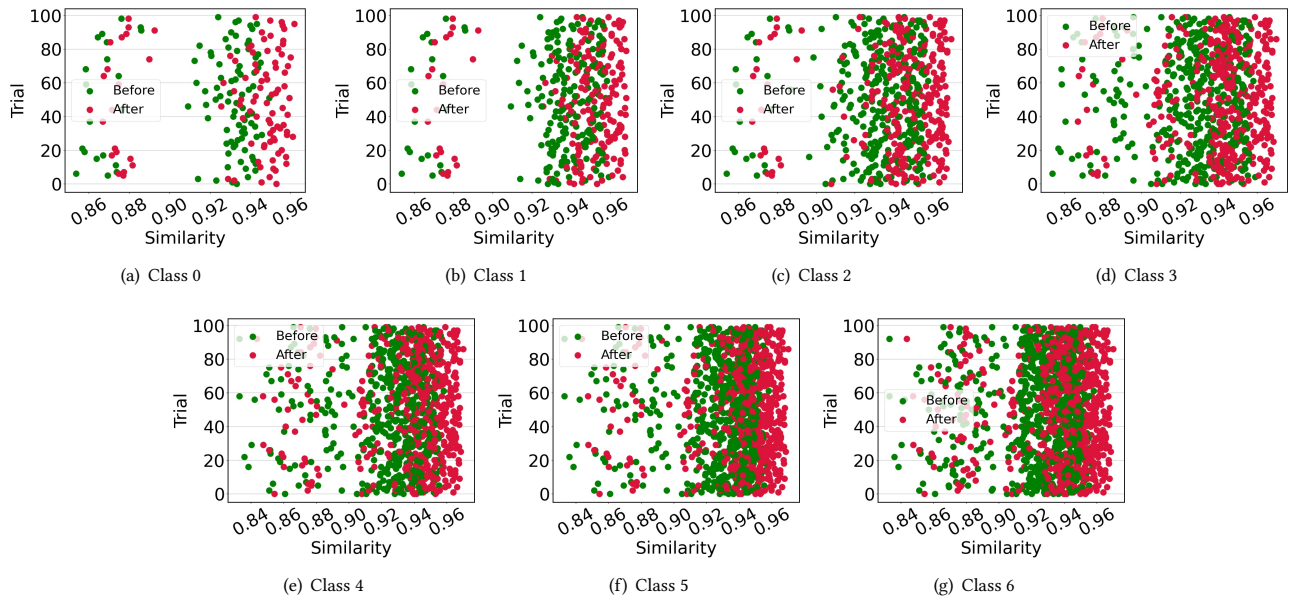 100
80
60
40
20
0
Trial
Before
After
0.86 0.88 0.90 0.92 0.94 0.96
Similarity
(a) Class 0
100
80
60
40
20
0
Trial
Before
After
0.86 0.88 0.90 0.92 0.94 0.96
Similarity
(b) Class 1
100
80
60
40
20
0
Trial
Before
After
0.86 0.88 0.90 0.92 0.94 0.96
Similarity
(c) Class 2
100
80
60
40
20
0
Trial
Before
After
0.86 0.88 0.90 0.92 0.94 0.96
Similarity
(d) Class 3
100
80
60
40
20
0
Trial
Before
After
0.84 0.86 0.88 0.90 0.92 0.94 0.96
Similarity
(e) Class 4
100
80
60
40
20
0
Trial
Before
After
0.84 0.86 0.88 0.90 0.92 0.94 0.96
Similarity
(f) Class 5
100
80
60
40
20
0
Trial
Before
After
0.84 0.86 0.88 0.90 0.92 0.94 0.96
Similarity
(g) Class 6